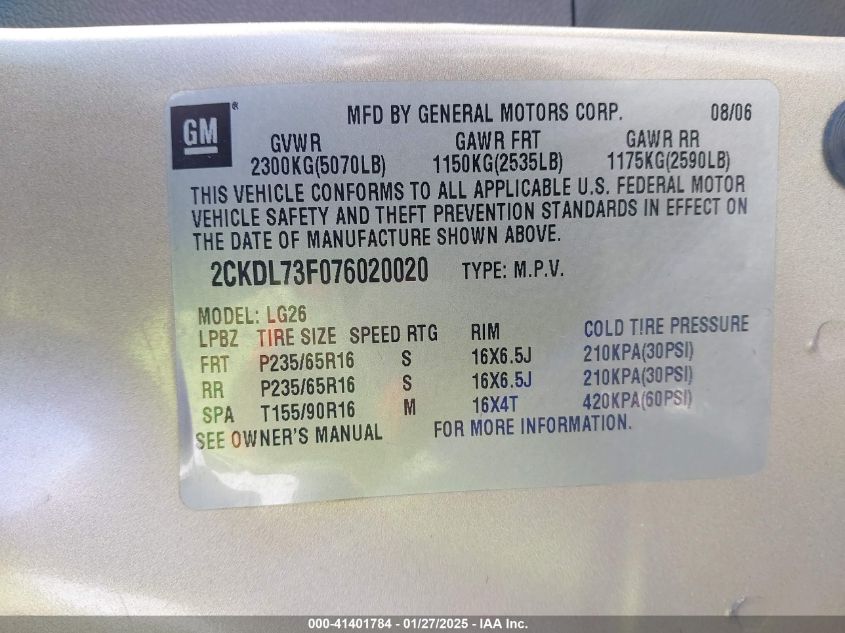 GM® MFD BY GENERAL MOTORS CORP. 08/06
GVWR GAWR FRT GAWR RR
2300KG(5070LB) 1150KG(2535LB) 1175KG(2590LB)
THIS VEHICLE CONFORMS TO ALL APPLICABLE U.S. FEDERAL MOTOR
VEHICLE SAFETY AND THEFT PREVENTION STANDARDS IN EFFECT ON
THE DATE OF MANUFACTURE SHOWN ABOVE.
2CKDL73F076020020 TYPE: M.P.V.
MODEL: LG26
LPBZ TIRE SIZE SPEED RTG RIM COLD TIRE PRESSURE
FRT P235/65R16 S 16X6.5J 210KPA(30PSI)
RR P235/65R16 S 16X6.5J 210KPA(30PSI)
SPA T155/90R16 M 16X4T 420KPA(60PSI)
SEE OWNER'S MANUAL FOR MORE INFORMATION.
000-41401784 - 01/27/2025 - IAA Inc.